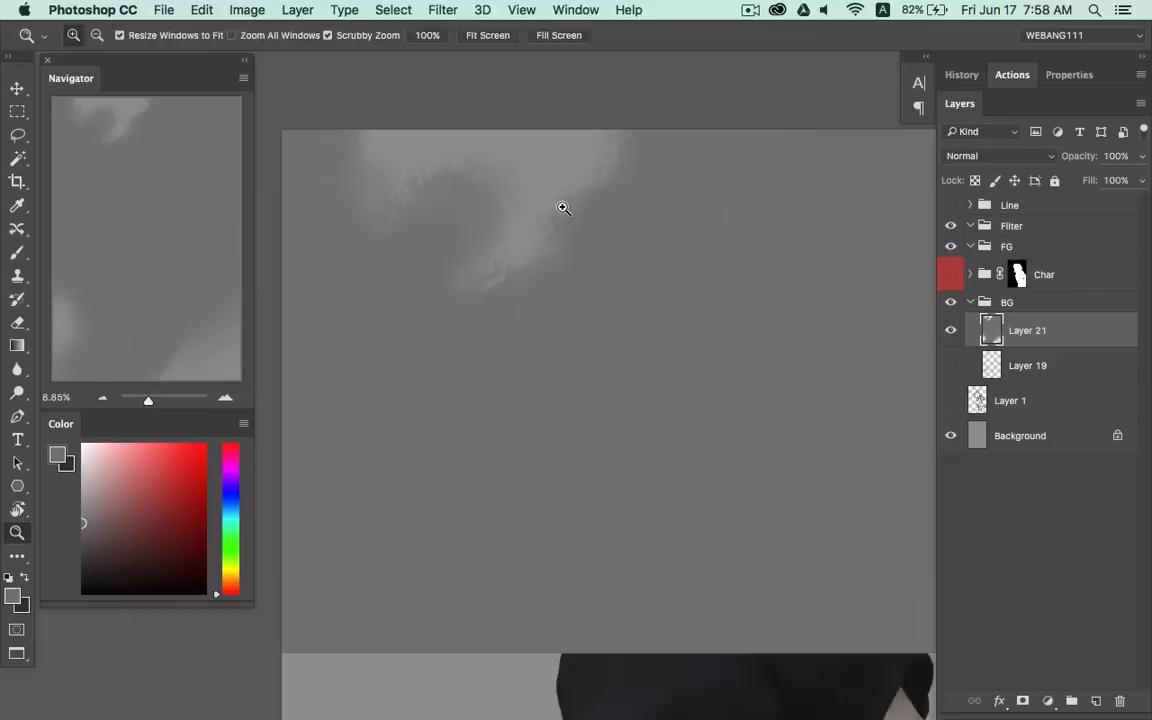 Photoshop CC File Edit Image Layer Type Select Filter 3D View Window Help A 82% Fri Jun 17 7:58 AM
Resize Windows to Fit Zoom All Windows Scrubby Zoom 100% Fit Screen Fill Screen WEBANG111
Navigator
8.85%
Color
T
A
¶
History Actions Properties
Layers
Kind T
Normal Opacity: 100%
Lock: Fill: 100%
Line
Filter
FG
Char
BG
Layer 21
Layer 19
Layer 1
Background
fx